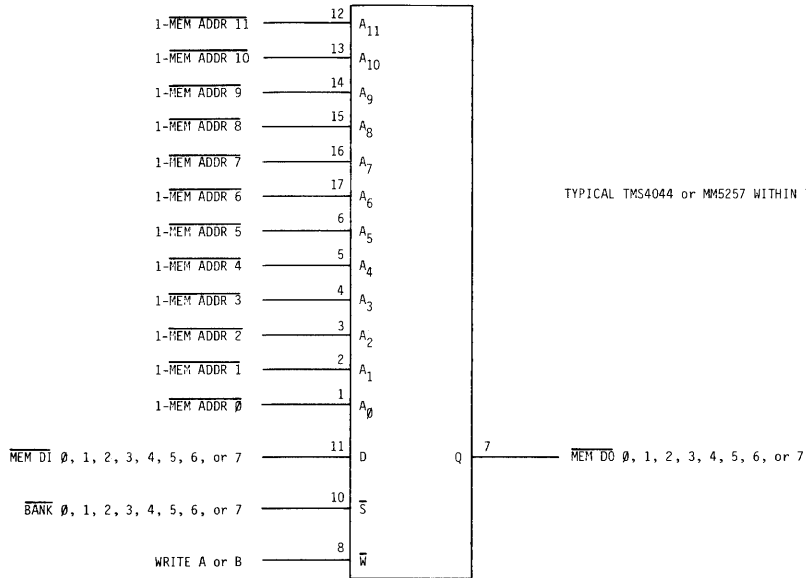 1-MEM ADDR 11 12 A11
1-MEM ADDR 10 13 A10
1-MEM ADDR 9 14 A9
1-MEM ADDR 8 15 A8
1-MEM ADDR 7 16 A7
1-MEM ADDR 6 17 A6
TYPICAL TMS4044 or MM5257 WITHIN
1-MEM ADDR 5 6 A5
1-MEM ADDR 4 5 A4
1-MEM ADDR 3 4 A3
1-MEM ADDR 2 3 A2
1-MEM ADDR 1 2 A1
1-MEM ADDR Ø 1 AØ
MEM DI Ø, 1, 2, 3, 4, 5, 6, or 7 11 D Q 7 MEM DO Ø, 1, 2, 3, 4, 5, 6, or 7
BANK Ø, 1, 2, 3, 4, 5, 6, or 7 10 S̅
WRITE A or B 8 W̅